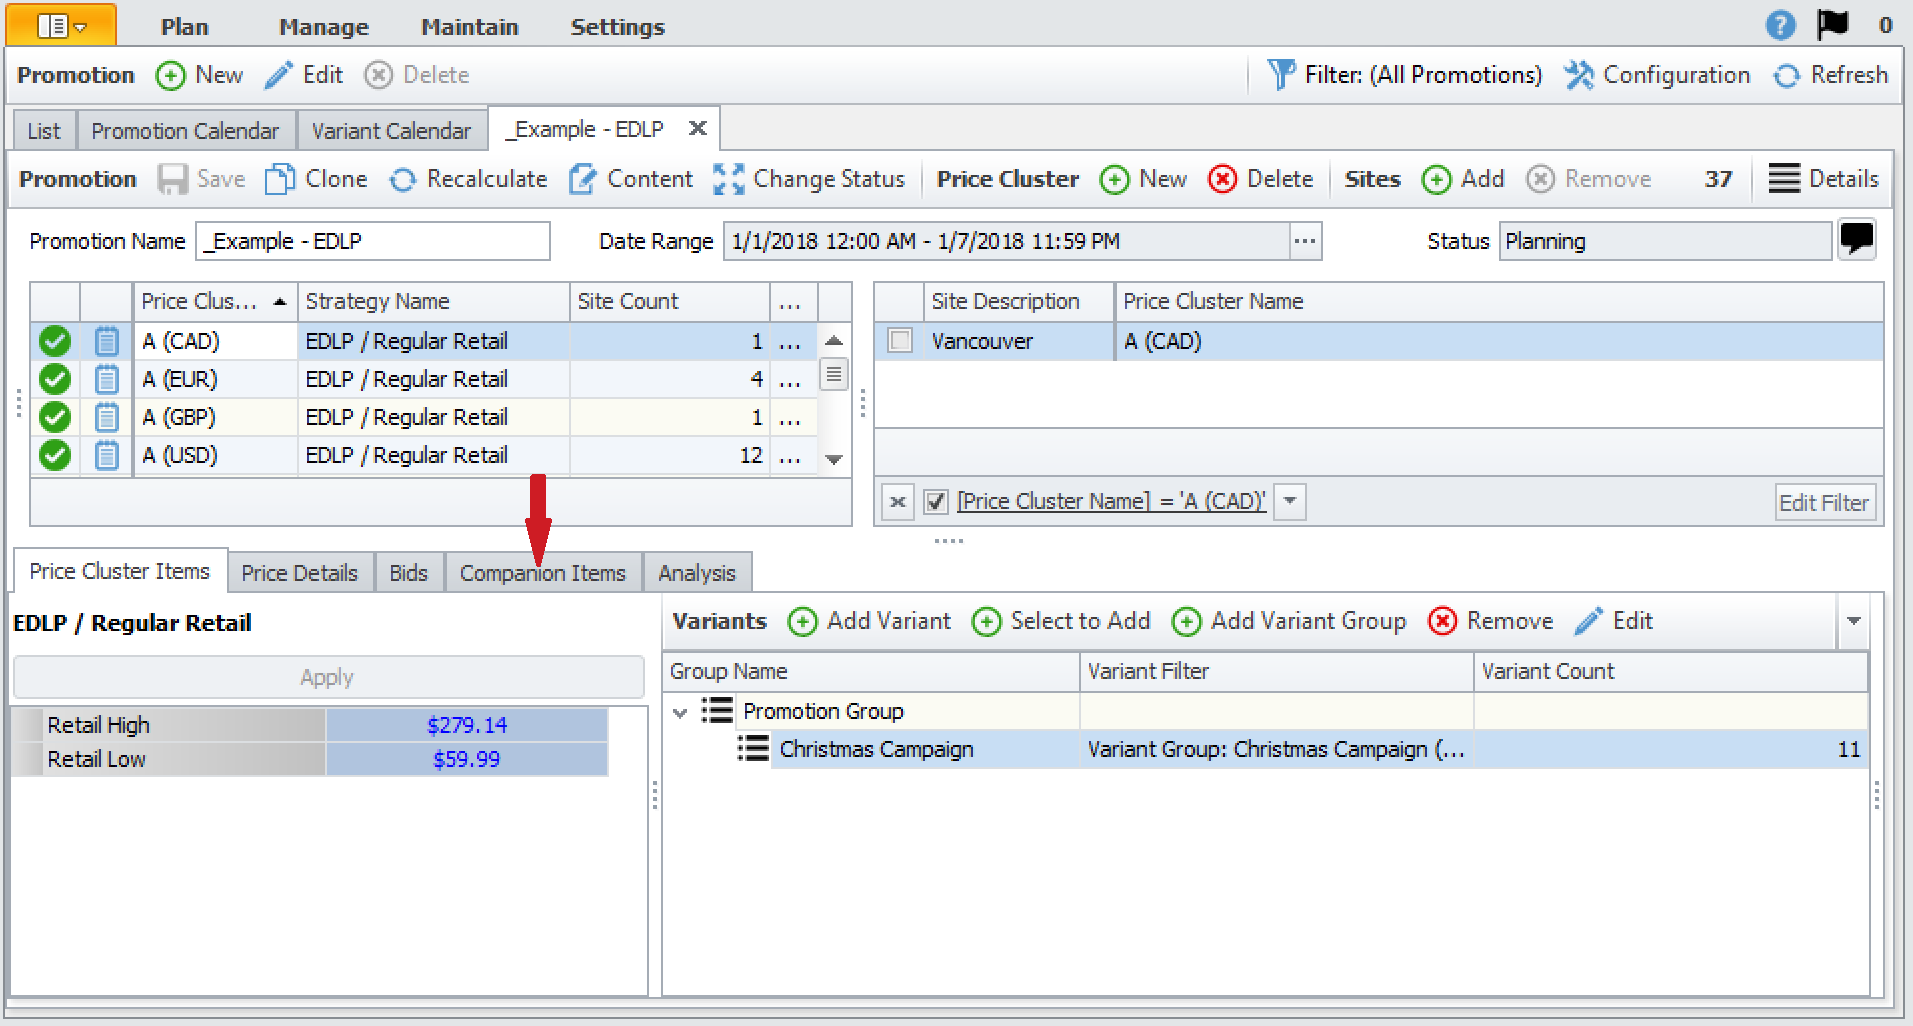 Plan Manage Maintain Settings 0
Promotion New Edit Delete Filter: (All Promotions) Configuration Refresh
List Promotion Calendar Variant Calendar _Example - EDLP
Promotion Save Clone Recalculate Content Change Status Price Cluster New Delete Sites Add Remove 37 Details
Promotion Name _Example - EDLP Date Range 1/1/2018 12:00 AM - 1/7/2018 11:59 PM ... Status Planning
Price Clus... Strategy Name Site Count ... Site Description Price Cluster Name
A (CAD) EDLP / Regular Retail 1 ... Vancouver A (CAD)
A (EUR) EDLP / Regular Retail 4 ...
A (GBP) EDLP / Regular Retail 1 ...
A (USD) EDLP / Regular Retail 12 ...
[Price Cluster Name] = 'A (CAD)' Edit Filter
Price Cluster Items Price Details Bids Companion Items Analysis
EDLP / Regular Retail Variants Add Variant Select to Add Add Variant Group Remove Edit
Apply Group Name Variant Filter Variant Count
Retail High $279.14 Promotion Group
Retail Low $59.99 Christmas Campaign Variant Group: Christmas Campaign (... 11